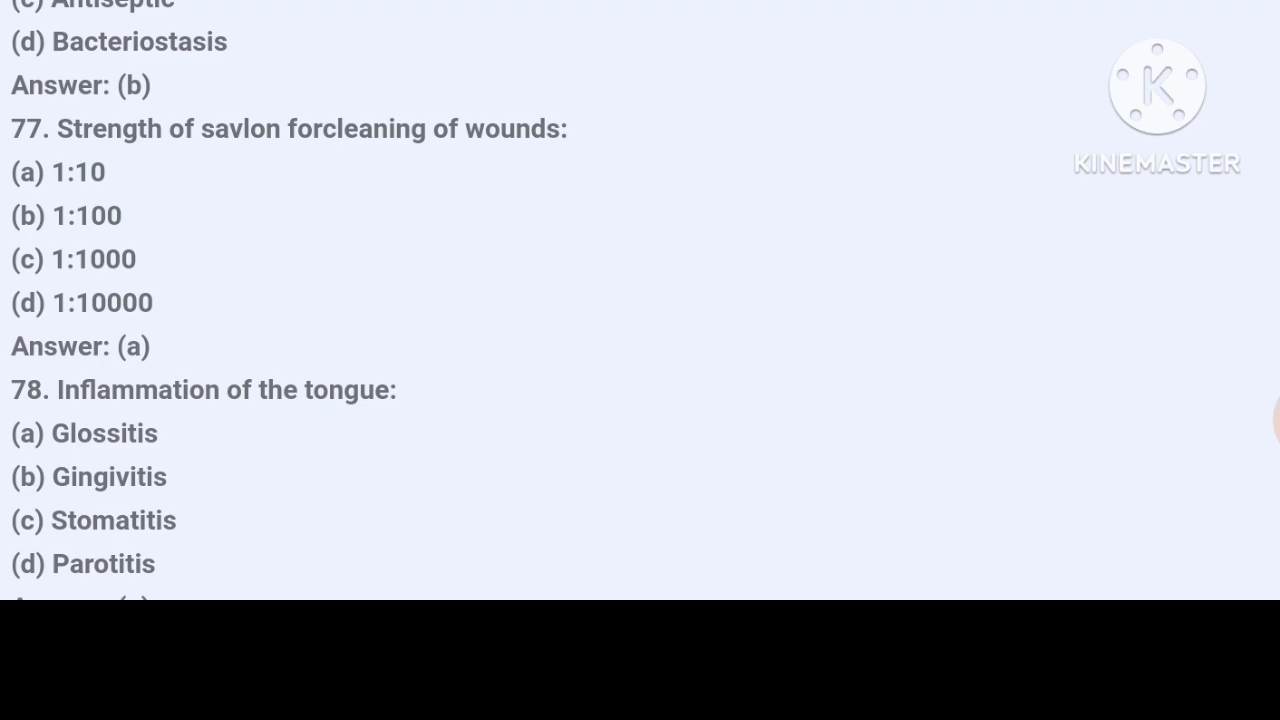 (c) Antiseptic
(d) Bacteriostasis
Answer: (b)
77. Strength of savlon forcleaning of wounds:
(a) 1:10
(b) 1:100
(c) 1:1000
(d) 1:10000
Answer: (a)
78. Inflammation of the tongue:
(a) Glossitis
(b) Gingivitis
(c) Stomatitis
(d) Parotitis
K
KINEMASTER